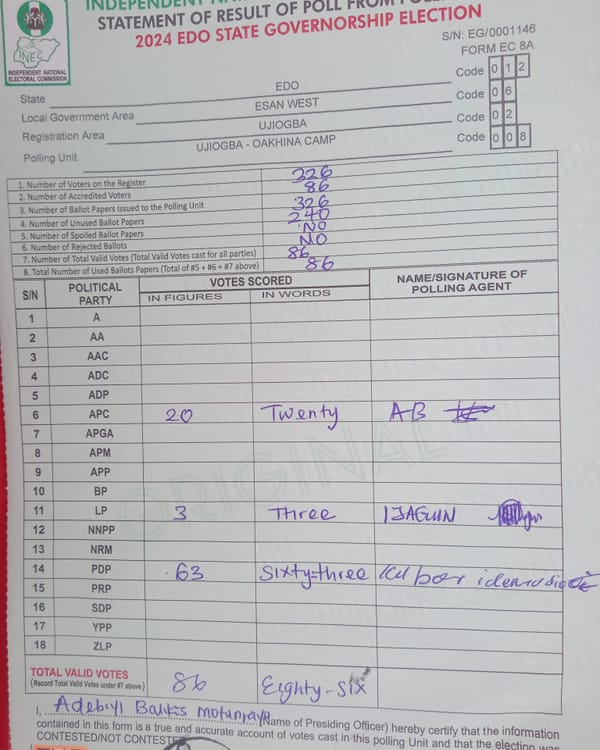 INDEPENDENT NA
STATEMENT OF RESULT OF POLL FROM POLL
2024 EDO STATE GOVERNORSHIP ELECTION
INEC
INDEPENDENT NATIONAL
ELECTORAL COMMISSION
S/N: EG/0001146
FORM EC 8A
State EDO Code 0 1 2
Local Government Area ESAN WEST Code 0 6
Registration Area UJIOGBA Code 0 2
Polling Unit UJIOGBA - OAKHINA CAMP Code 0 0 8
1. Number of Voters on the Register 326
2. Number of Accredited Voters 86
3. Number of Ballot Papers Issued to the Polling Unit 326
4. Number of Unused Ballot Papers 240
5. Number of Spoiled Ballot Papers NO
6. Number of Rejected Ballots NO
7. Number of Total Valid Votes (Total Valid Votes cast for all parties) 86
8. Total Number of Used Ballots Papers (Total of #5 + #6 + #7 above) 86
S/N POLITICAL PARTY VOTES SCORED NAME/SIGNATURE OF POLLING AGENT
IN FIGURES IN WORDS
1 A
2 AA
3 AAC
4 ADC
5 ADP
6 APC 20 Twenty AB
7 APGA
8 APM
9 APP
10 BP
11 LP 3 Three IJAGUN
12 NNPP
13 NRM
14 PDP 63 Sixty-three
15 PRP
16 SDP
17 YPP
18 ZLP
ORIGINAL
TOTAL VALID VOTES 86 Eighty-Six
(Record Total Valid Votes under #7 above)
I, Adebiyi Balkis (Name of Presiding Officer) hereby certify that the information
contained in this form is a true and accurate account of votes cast in this polling Unit and that the election was
CONTESTED/NOT CONTESTE